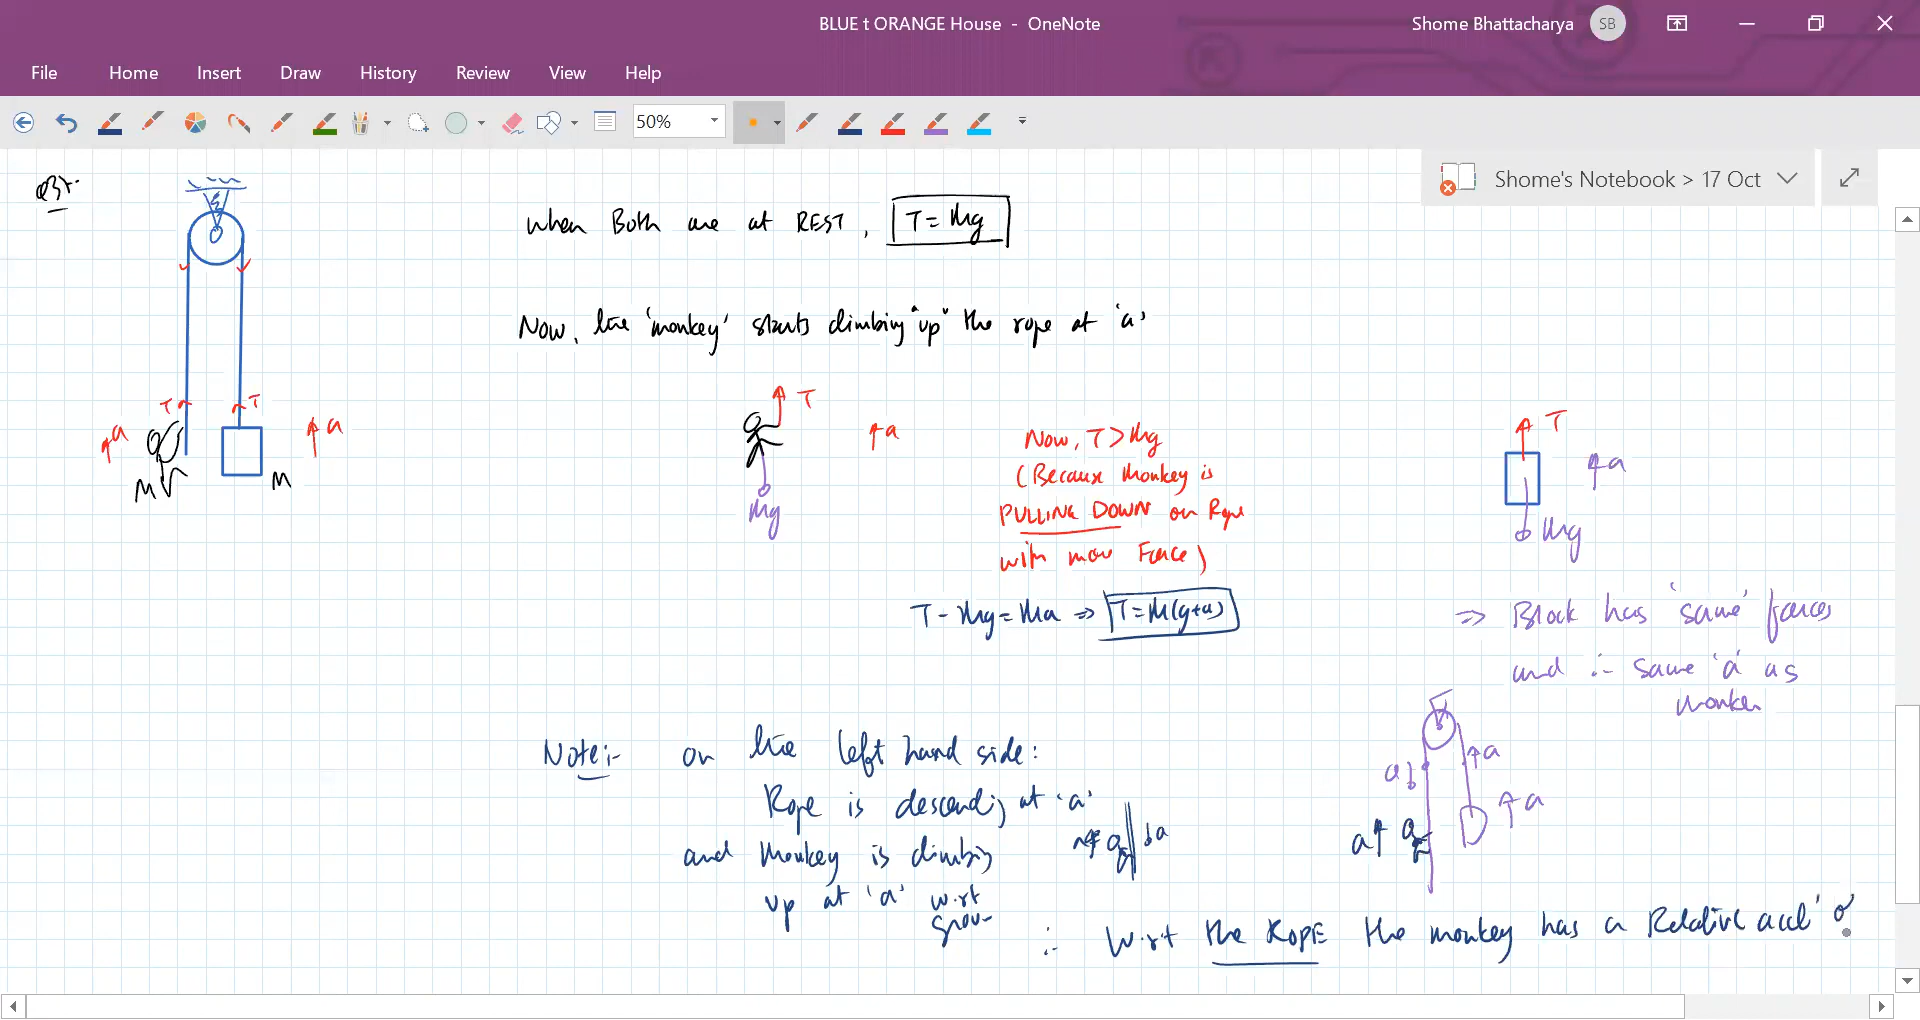 BLUE t ORANGE House - OneNote
Shome Bhattacharya
SB
File Home Insert Draw History Review View Help
50%
Shome's Notebook > 17 Oct
Q37.
When Both are at REST, T = Mg
Now, the 'monkey' starts climbing "up" the rope at 'a'
T T
a a
M M
T
a
Mg
Now, T > Mg
(Because Monkey is
PULLING DOWN on Rope
with more Force)
T - Mg = Ma => T = M(g+a)
T
a
Mg
=> Block has 'same' forces
and ∴ same 'a' as
monkey
Note:- on the left hand side:
Rope is descending at 'a'
and Monkey is climbing
up at 'a' w.r.t
a a
a a
a
a
∴ W.r.t the ROPE the monkey has a Relative accl' of